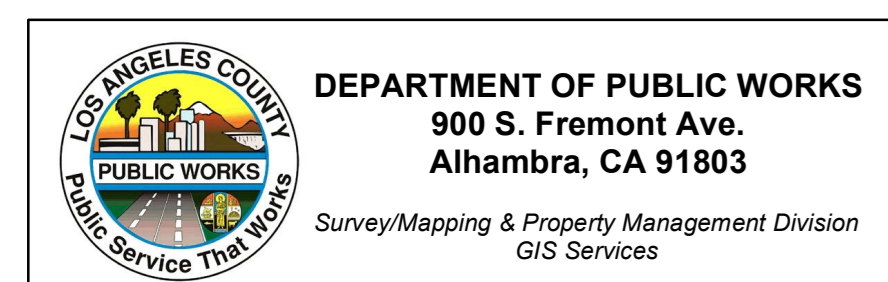 LOS ANGELES COUNTY
PUBLIC WORKS
Public Service That Works
DEPARTMENT OF PUBLIC WORKS
900 S. Fremont Ave.
Alhambra, CA 91803
Survey/Mapping & Property Management Division
GIS Services